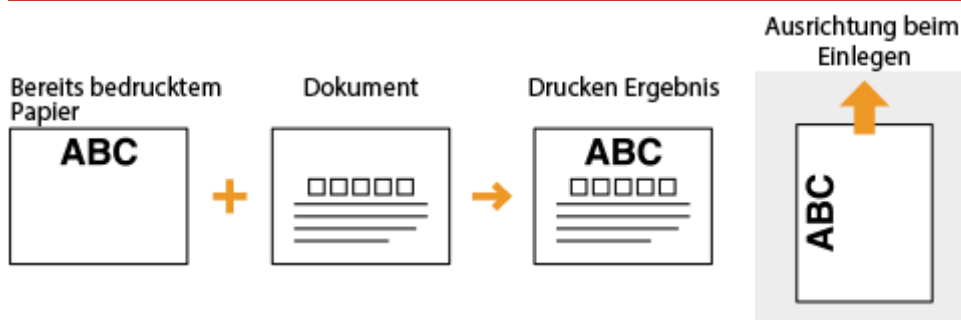 Ausrichtung beim
Einlegen
Bereits bedrucktem
Papier
Dokument
Drucken Ergebnis
ABC
ABC
ABC